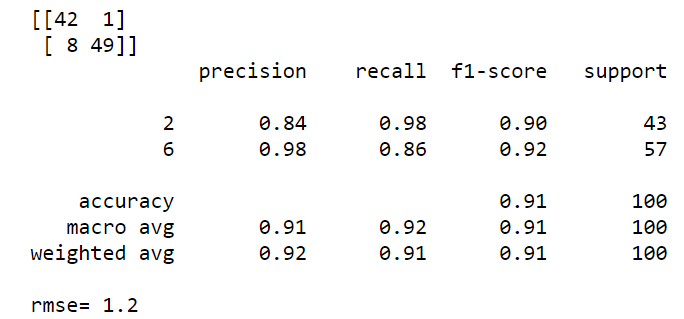 [[42  1]
 [ 8 49]]
              precision    recall  f1-score   support

           2       0.84      0.98      0.90        43
           6       0.98      0.86      0.92        57

    accuracy                           0.91       100
   macro avg       0.91      0.92      0.91       100
weighted avg       0.92      0.91      0.91       100

rmse= 1.2